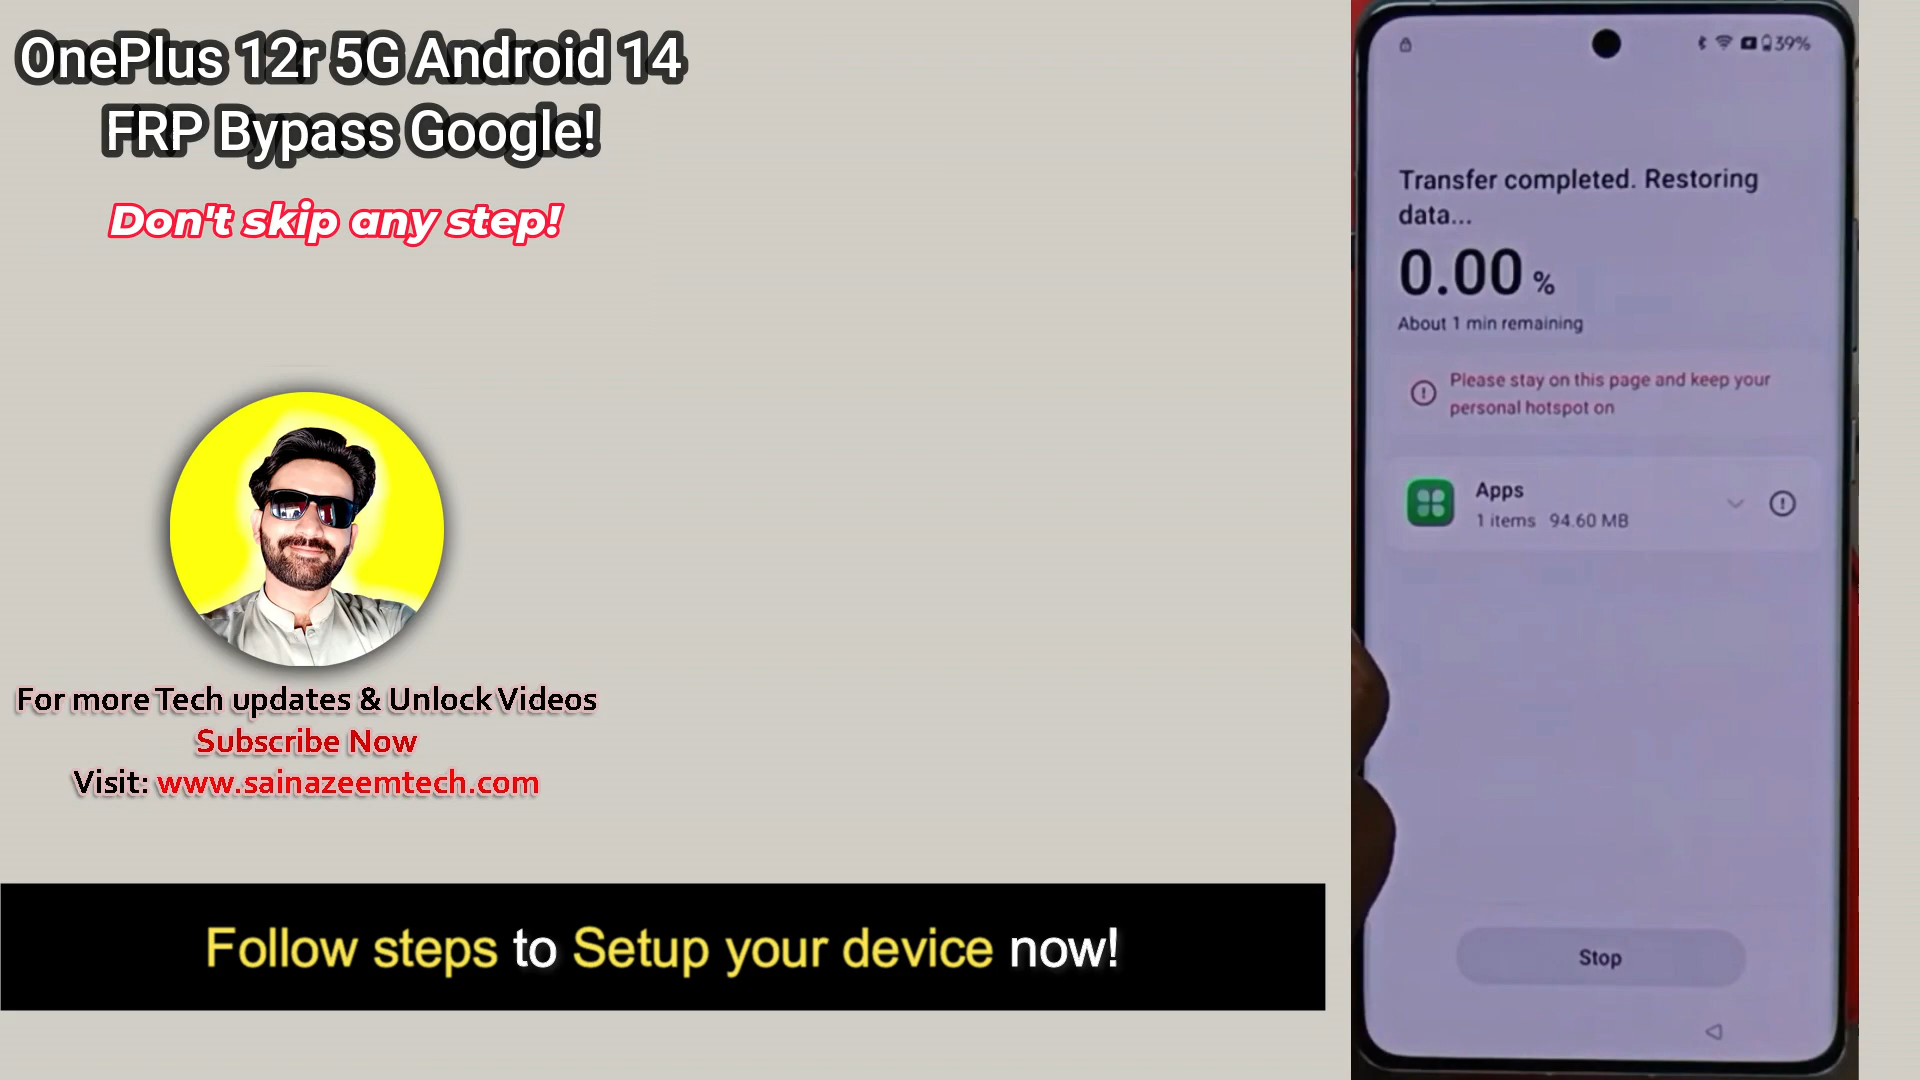 OnePlus 12r 5G Android 14
FRP Bypass Google!
Don't skip any step!
For more Tech updates & Unlock Videos
Subscribe Now
Visit: www.sainazeemtech.com
Follow steps to Setup your device now!
39%
Transfer completed. Restoring
data...
0.00 %
About 1 min remaining
Please stay on this page and keep your
personal hotspot on
Apps
1 items 94.60 MB
Stop